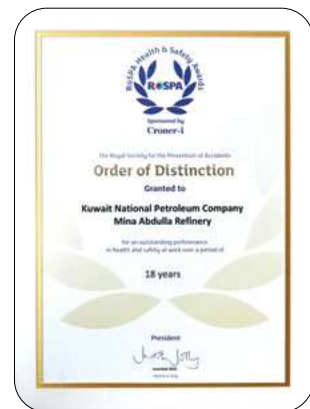 RoSPA Health & Safety Awards
RoSPA
Sponsored by
Croner-i
The Royal Society for the Prevention of Accidents
Order of Distinction
Granted to
Kuwait National Petroleum Company
Mina Abdulla Refinery
for an outstanding performance
in health and safety at work over a period of
18 years
President